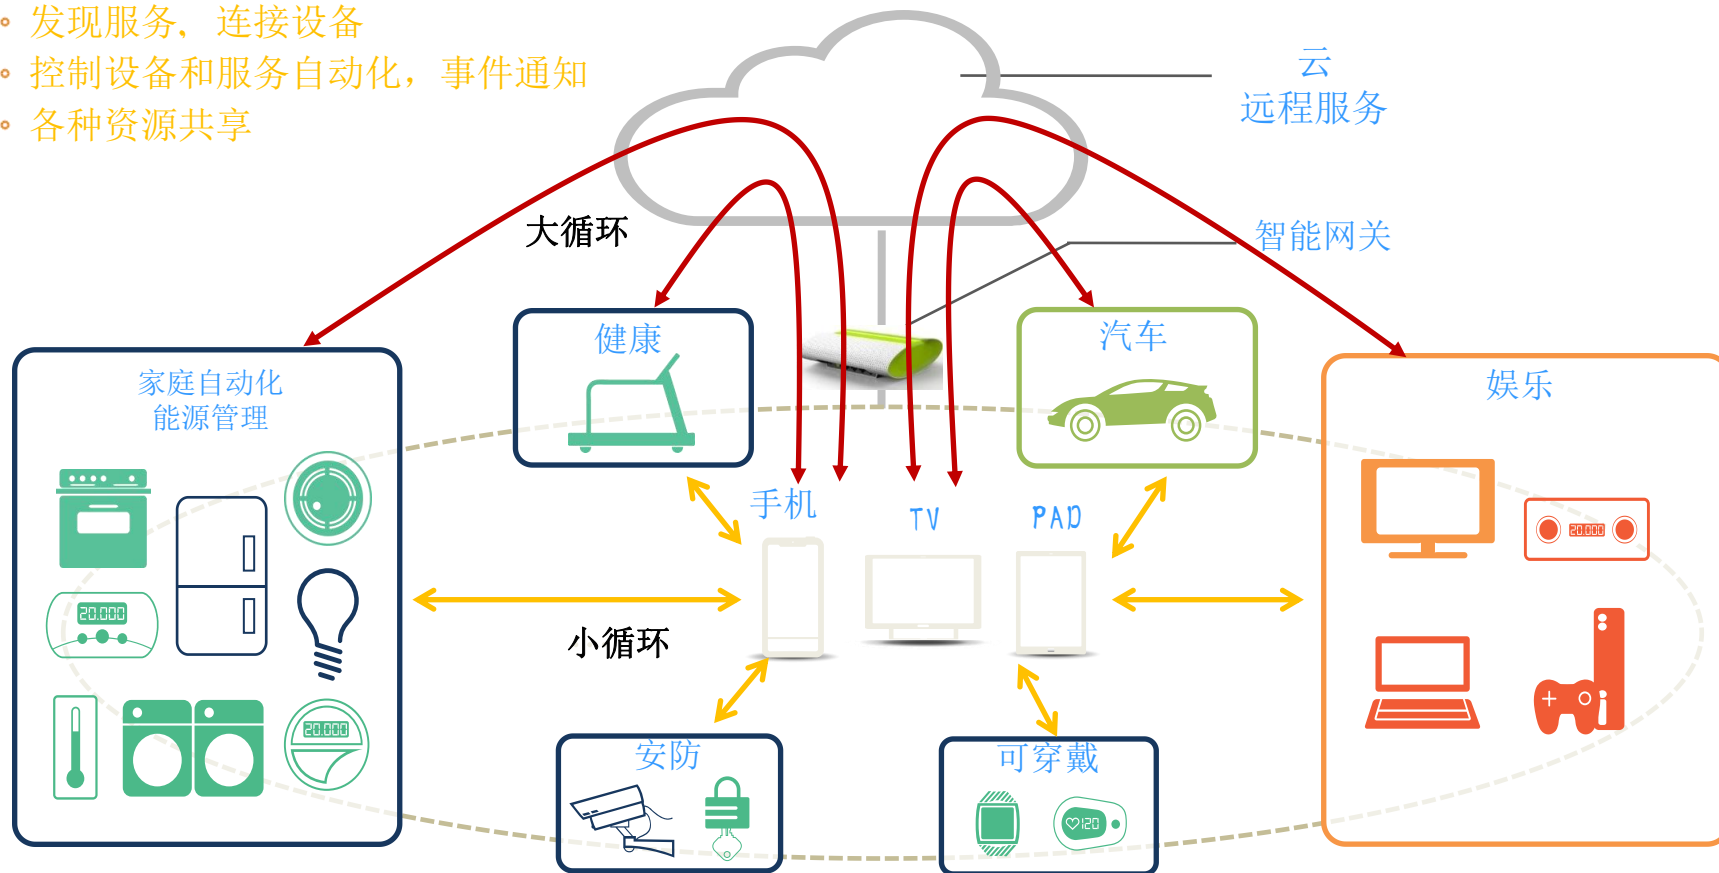 发现服务，连接设备
控制设备和服务自动化，事件通知
各种资源共享
云
远程服务
大循环
智能网关
健康
汽车
家庭自动化
能源管理
娱乐
手机
TV
PAD
20.000
20.000
20.000
小循环
安防
可穿戴
120